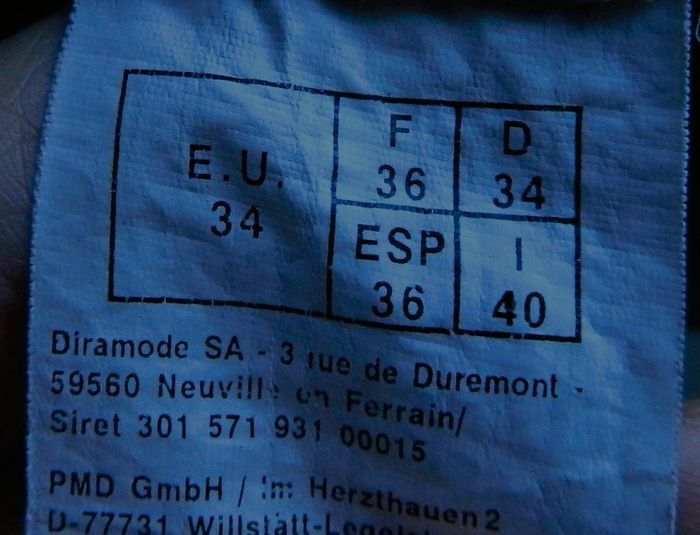 E.U.
34
F
36
D
34
ESP
36
I
40
Diramode SA - 3 rue de Duremont -
59560 Neuville en Ferrain/
Siret 301 571 931 00015
PMD GmbH / Im Herzthauen 2
D-77731